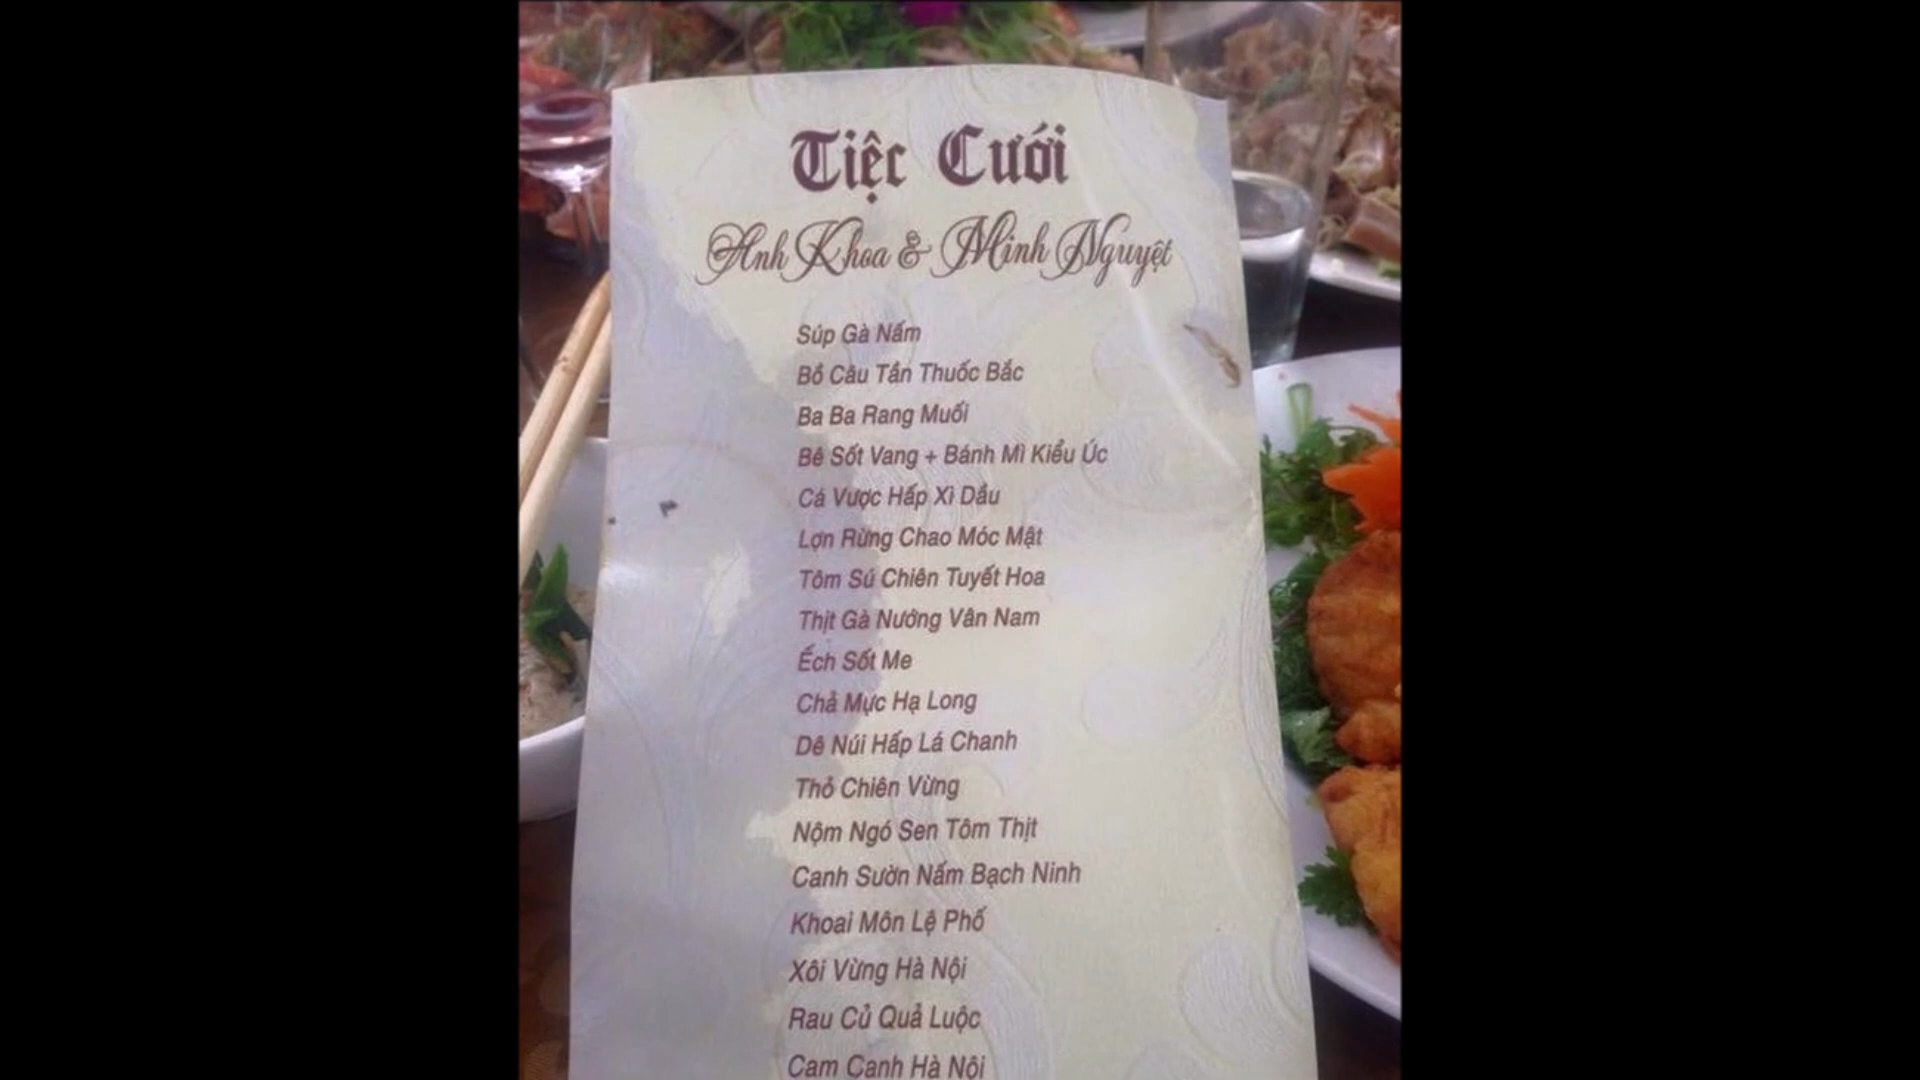 Tiệc Cưới
Anh Khoa & Minh Nguyệt
Súp Gà Nấm
Bồ Câu Tần Thuốc Bắc
Ba Ba Rang Muối
Bê Sốt Vang + Bánh Mì Kiểu Úc
Cá Vược Hấp Xì Dầu
Lợn Rừng Chao Móc Mật
Tôm Sú Chiên Tuyết Hoa
Thịt Gà Nướng Vân Nam
Ếch Sốt Me
Chả Mực Hạ Long
Dê Núi Hấp Lá Chanh
Thỏ Chiên Vừng
Nộm Ngó Sen Tôm Thịt
Canh Sườn Nấm Bạch Ninh
Khoai Môn Lệ Phố
Xôi Vừng Hà Nội
Rau Củ Quả Luộc
Cam Canh Hà Nội